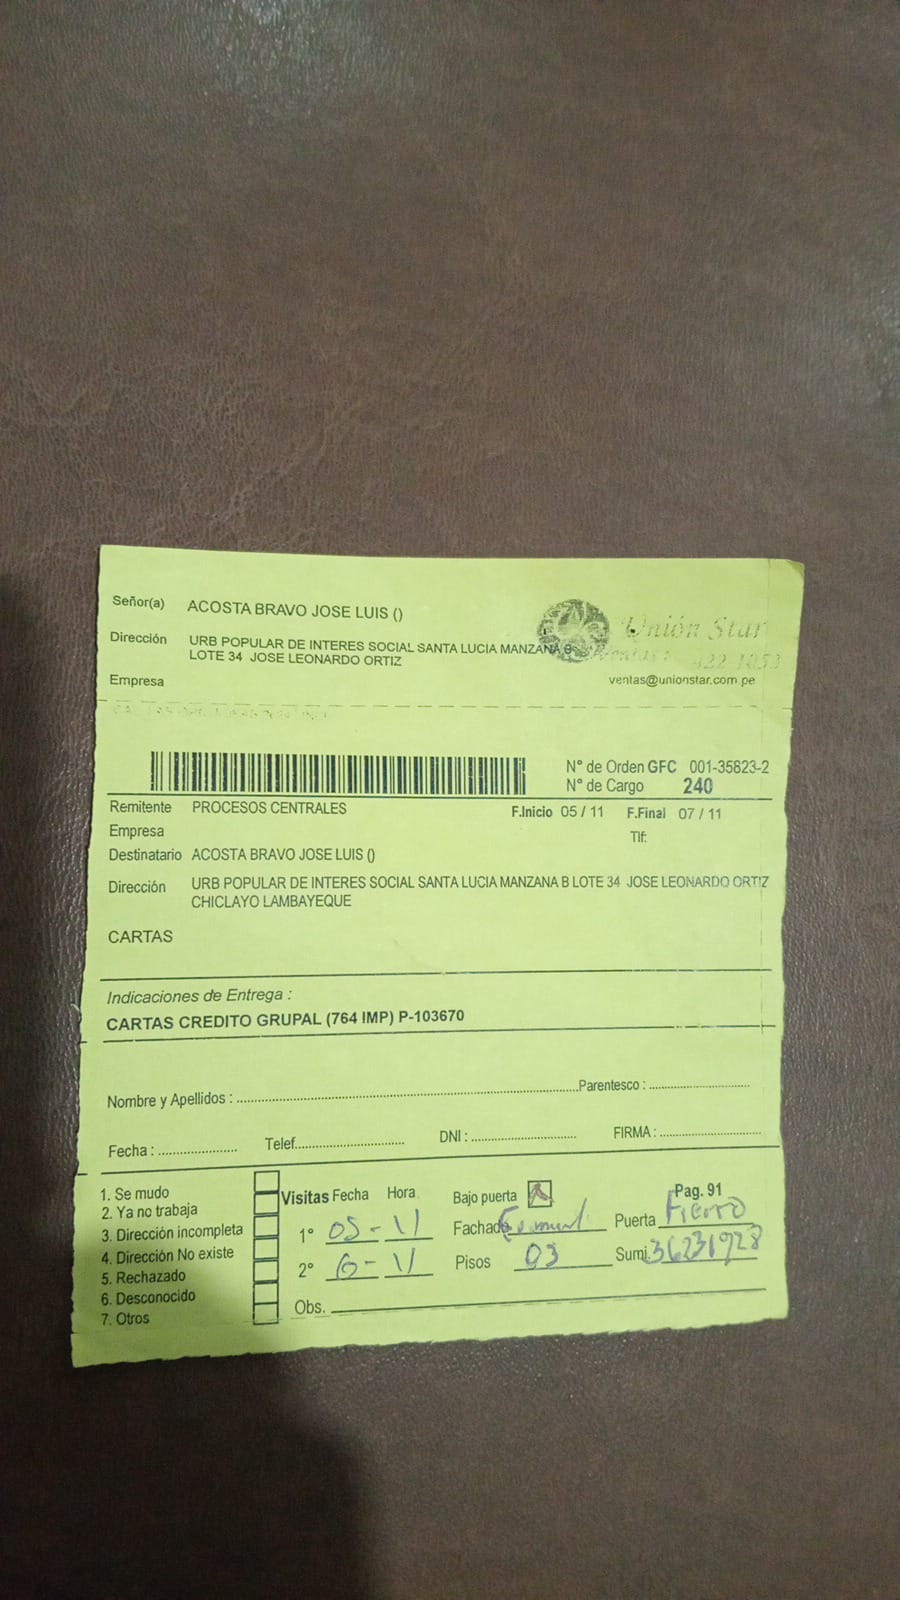 Señor(a) ACOSTA BRAVO JOSE LUIS ()
Unión Star
Dirección URB POPULAR DE INTERES SOCIAL SANTA LUCIA MANZANA B
LOTE 34 JOSE LEONARDO ORTIZ
Ventas: 422-1053
Empresa
ventas@unionstar.com.pe
N° de Orden GFC 001-35823-2
N° de Cargo 240
Remitente PROCESOS CENTRALES F.Inicio 05 / 11 F.Final 07 / 11
Empresa Tlf:
Destinatario ACOSTA BRAVO JOSE LUIS ()
Dirección URB POPULAR DE INTERES SOCIAL SANTA LUCIA MANZANA B LOTE 34 JOSE LEONARDO ORTIZ
CHICLAYO LAMBAYEQUE
CARTAS
Indicaciones de Entrega :
CARTAS CREDITO GRUPAL (764 IMP) P-103670
Nombre y Apellidos : Parentesco :
Fecha : Telef. DNI : FIRMA :
1. Se mudo
2. Ya no trabaja
3. Dirección incompleta
4. Dirección No existe
5. Rechazado
6. Desconocido
7. Otros
Visitas Fecha Hora
1° 05-11
2° 6-11
Obs.
Bajo puerta Pag. 91
Fachada Puerta Fierro
Pisos 03 Sumi. 36231928